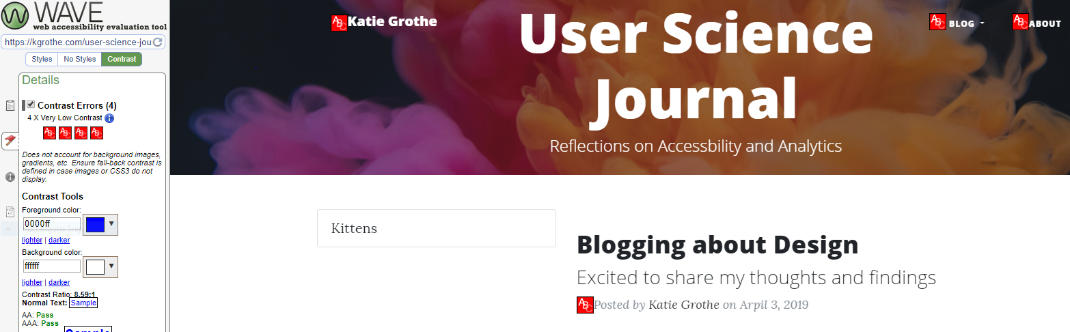 WAVE
web accessibility evaluation tool
https://kgrothe.com/user-science-jou
Styles No Styles Contrast
Details
Contrast Errors (4)
4 X Very Low Contrast
Does not account for background images,
gradients, etc. Ensure fall-back contrast is
defined in case images or CSS3 do not
display.
Contrast Tools
Foreground color:
0000ff
lighter | darker
Background color:
ffffff
lighter | darker
Contrast Ratio: 8.59:1
Normal Text: Sample
AA: Pass
AAA: Pass
Katie Grothe
BLOG
ABOUT
User Science
Journal
Reflections on Accessbility and Analytics
Kittens
Blogging about Design
Excited to share my thoughts and findings
Posted by Katie Grothe on Arpil 3, 2019